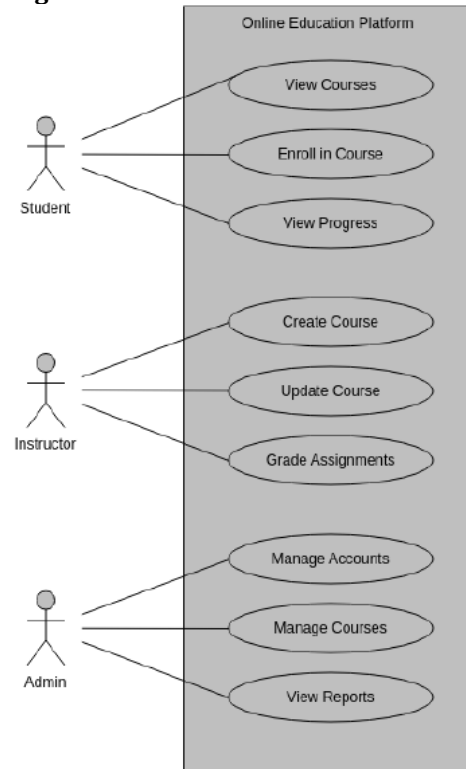 Online Education Platform
View Courses
Enroll in Course
Student
View Progress
Create Course
Update Course
Instructor
Grade Assignments
Manage Accounts
Manage Courses
Admin
View Reports